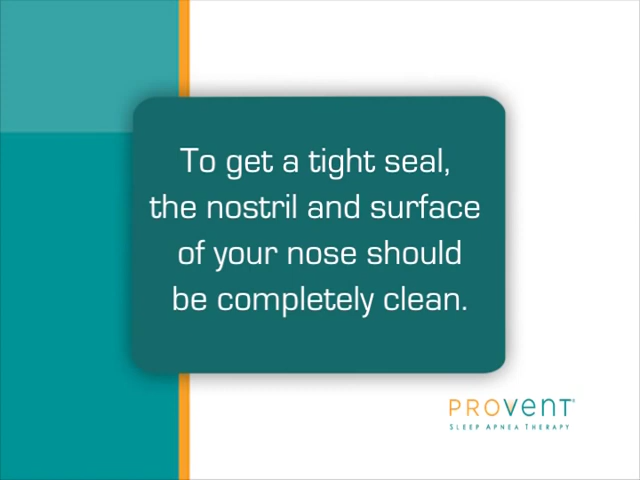 To get a tight seal,
the nostril and surface
of your nose should
be completely clean.
PROVENT®
SLEEP APNEA THERAPY